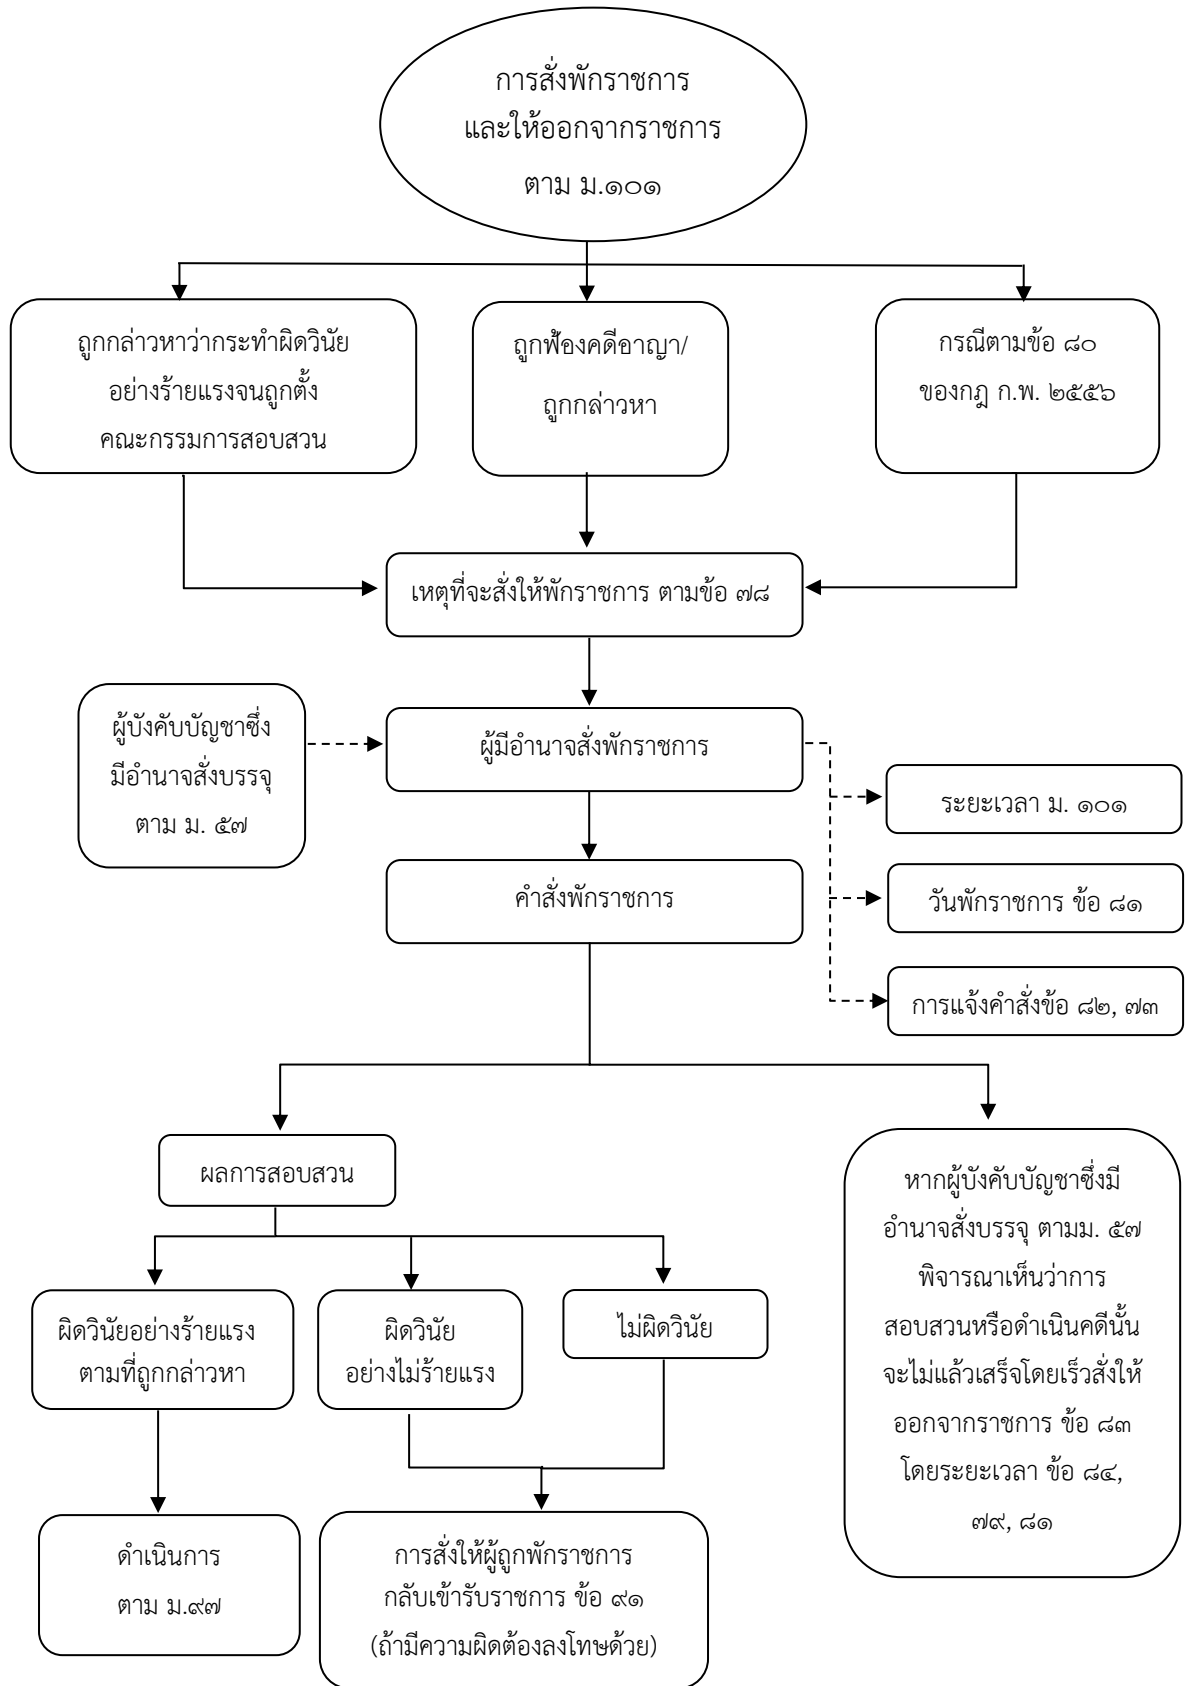 การสั่งพักราชการ
และให้ออกจากราชการ
ตาม ม.๑๐๑
ถูกกล่าวหาว่ากระทำผิดวินัย
อย่างร้ายแรงจนถูกตั้ง
คณะกรรมการสอบสวน
ถูกฟ้องคดีอาญา/
ถูกกล่าวหา
กรณีตามข้อ ๘๐
ของกฎ ก.พ. ๒๕๕๖
เหตุที่จะสั่งให้พักราชการ ตามข้อ ๗๘
ผู้บังคับบัญชาซึ่ง
มีอำนาจสั่งบรรจุ
ตาม ม. ๕๗
ผู้มีอำนาจสั่งพักราชการ
ระยะเวลา ม. ๑๐๑
วันพักราชการ ข้อ ๘๑
การแจ้งคำสั่งข้อ ๘๒, ๗๓
คำสั่งพักราชการ
ผลการสอบสวน
ผิดวินัยอย่างร้ายแรง
ตามที่ถูกกล่าวหา
ผิดวินัย
อย่างไม่ร้ายแรง
ไม่ผิดวินัย
ดำเนินการ
ตาม ม.๙๗
การสั่งให้ผู้ถูกพักราชการ
กลับเข้ารับราชการ ข้อ ๙๑
(ถ้ามีความผิดต้องลงโทษด้วย)
หากผู้บังคับบัญชาซึ่งมี
อำนาจสั่งบรรจุ ตามม. ๕๗
พิจารณาเห็นว่าการ
สอบสวนหรือดำเนินคดีนั้น
จะไม่แล้วเสร็จโดยเร็วสั่งให้
ออกจากราชการ ข้อ ๘๓
โดยระยะเวลา ข้อ ๘๔,
๗๙, ๘๑